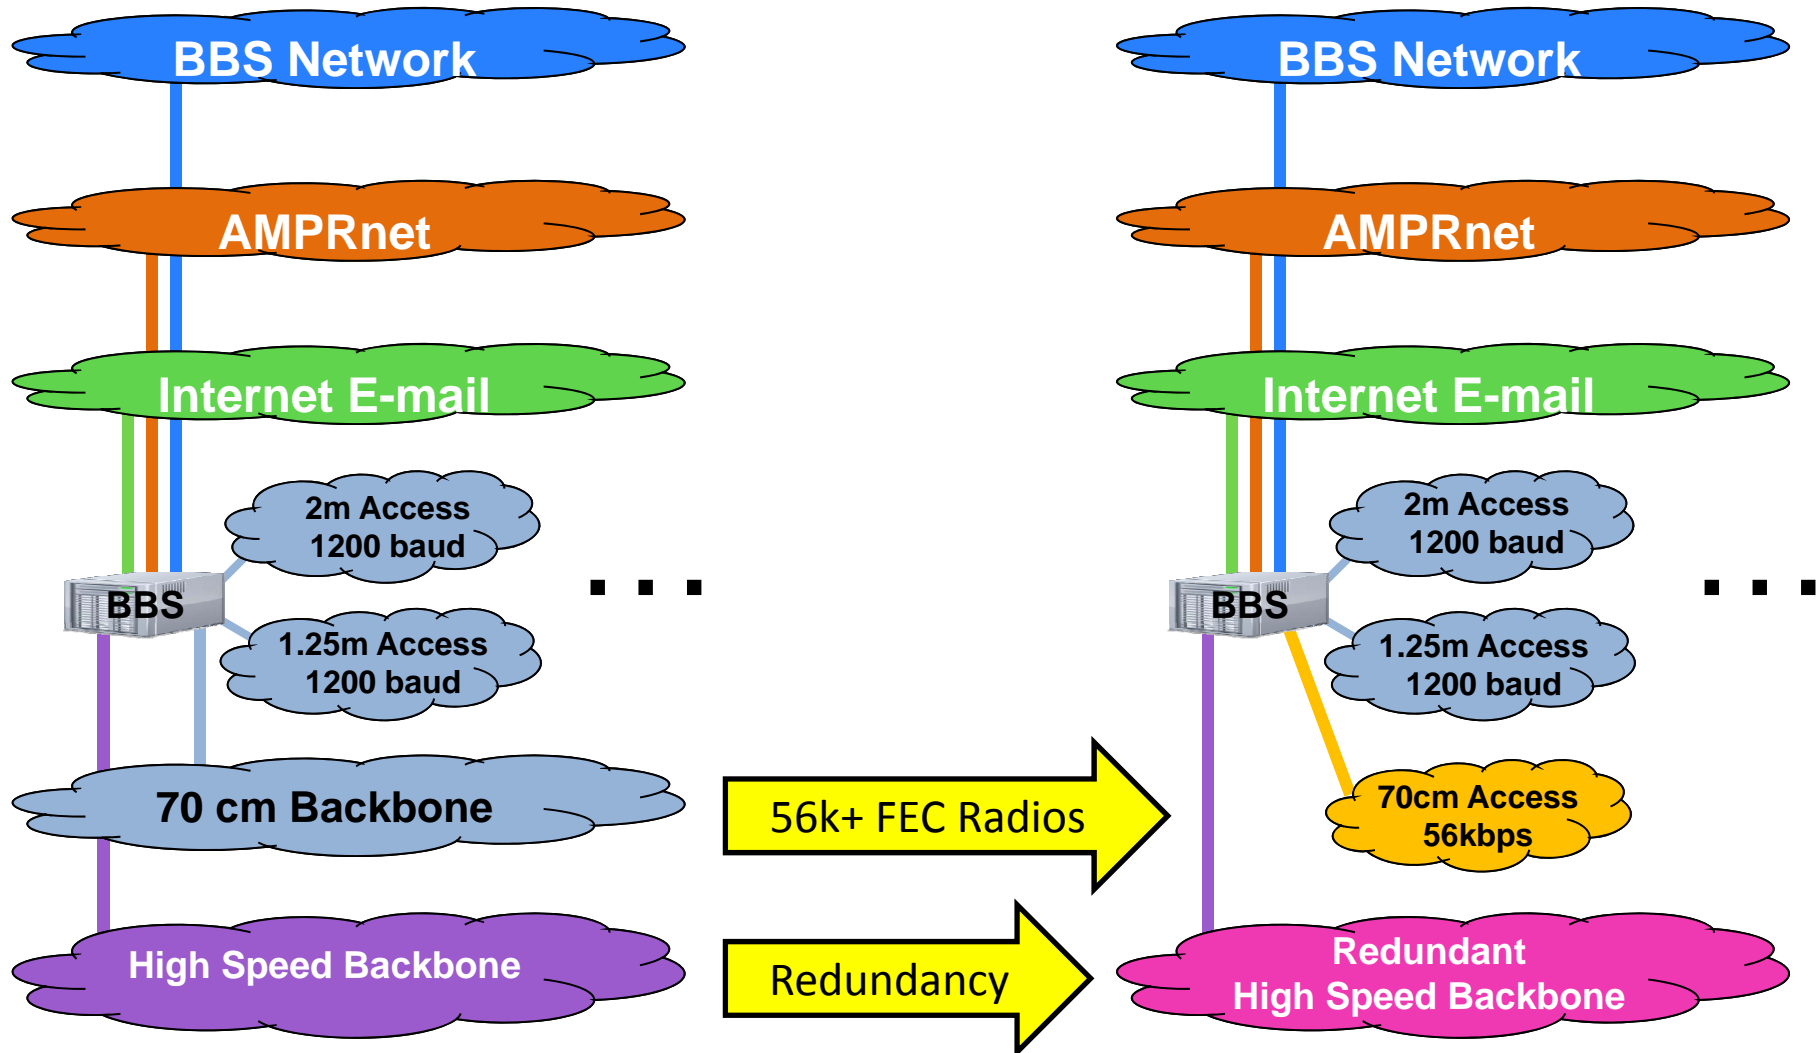 BBS Network
AMPRnet
Internet E-mail
2m Access
1200 baud
BBS
. . .
1.25m Access
1200 baud
70 cm Backbone
High Speed Backbone
56k+ FEC Radios
Redundancy
BBS Network
AMPRnet
Internet E-mail
2m Access
1200 baud
BBS
. . .
1.25m Access
1200 baud
70cm Access
56kbps
Redundant
High Speed Backbone